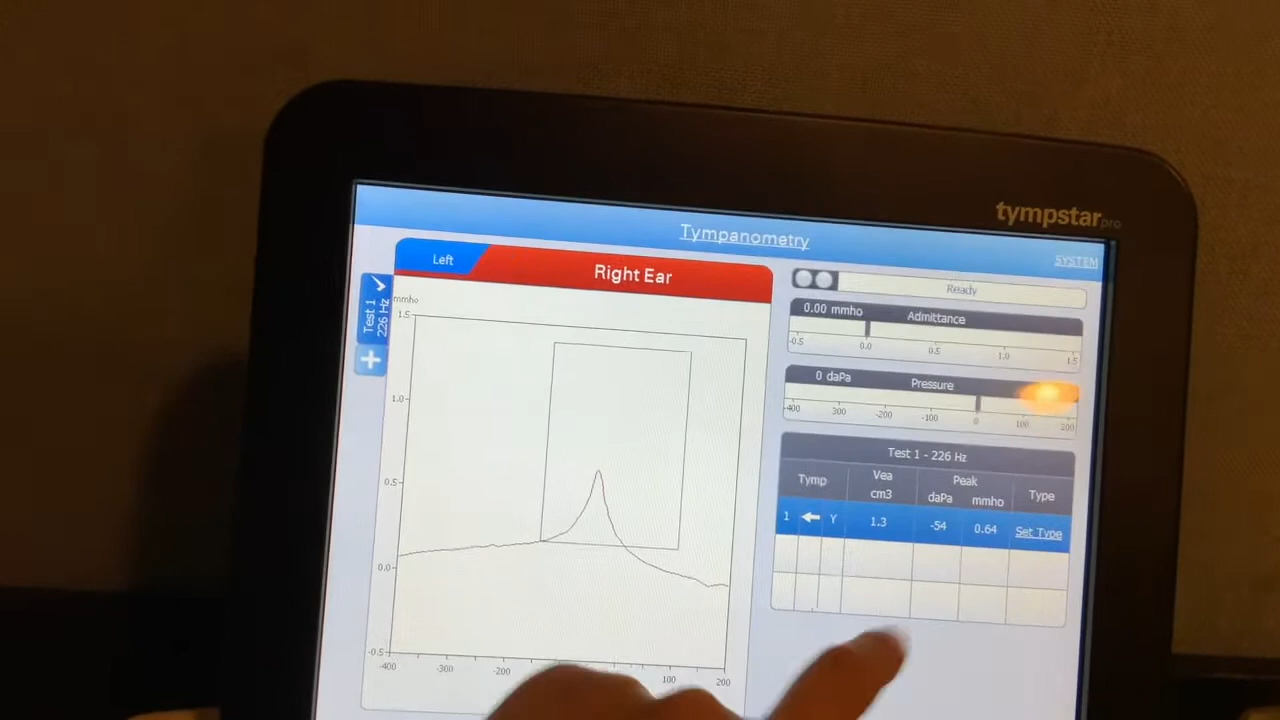 tympstar pro
Tympanometry
SYSTEM
Left
Right Ear
Ready
Test 1
226 Hz
mmho
1.5
1.0
0.5
0.0
-0.5
-400
-300
-200
100
200
0.00 mmho Admittance
-0.5 0.0 0.5 1.0 1.5
0 daPa Pressure
-400 300 -200 -100 0 100 200
Test 1 - 226 Hz
Tymp Vea cm3 Peak Type
daPa mmho
1 Y 1.3 -54 0.64 Set Type